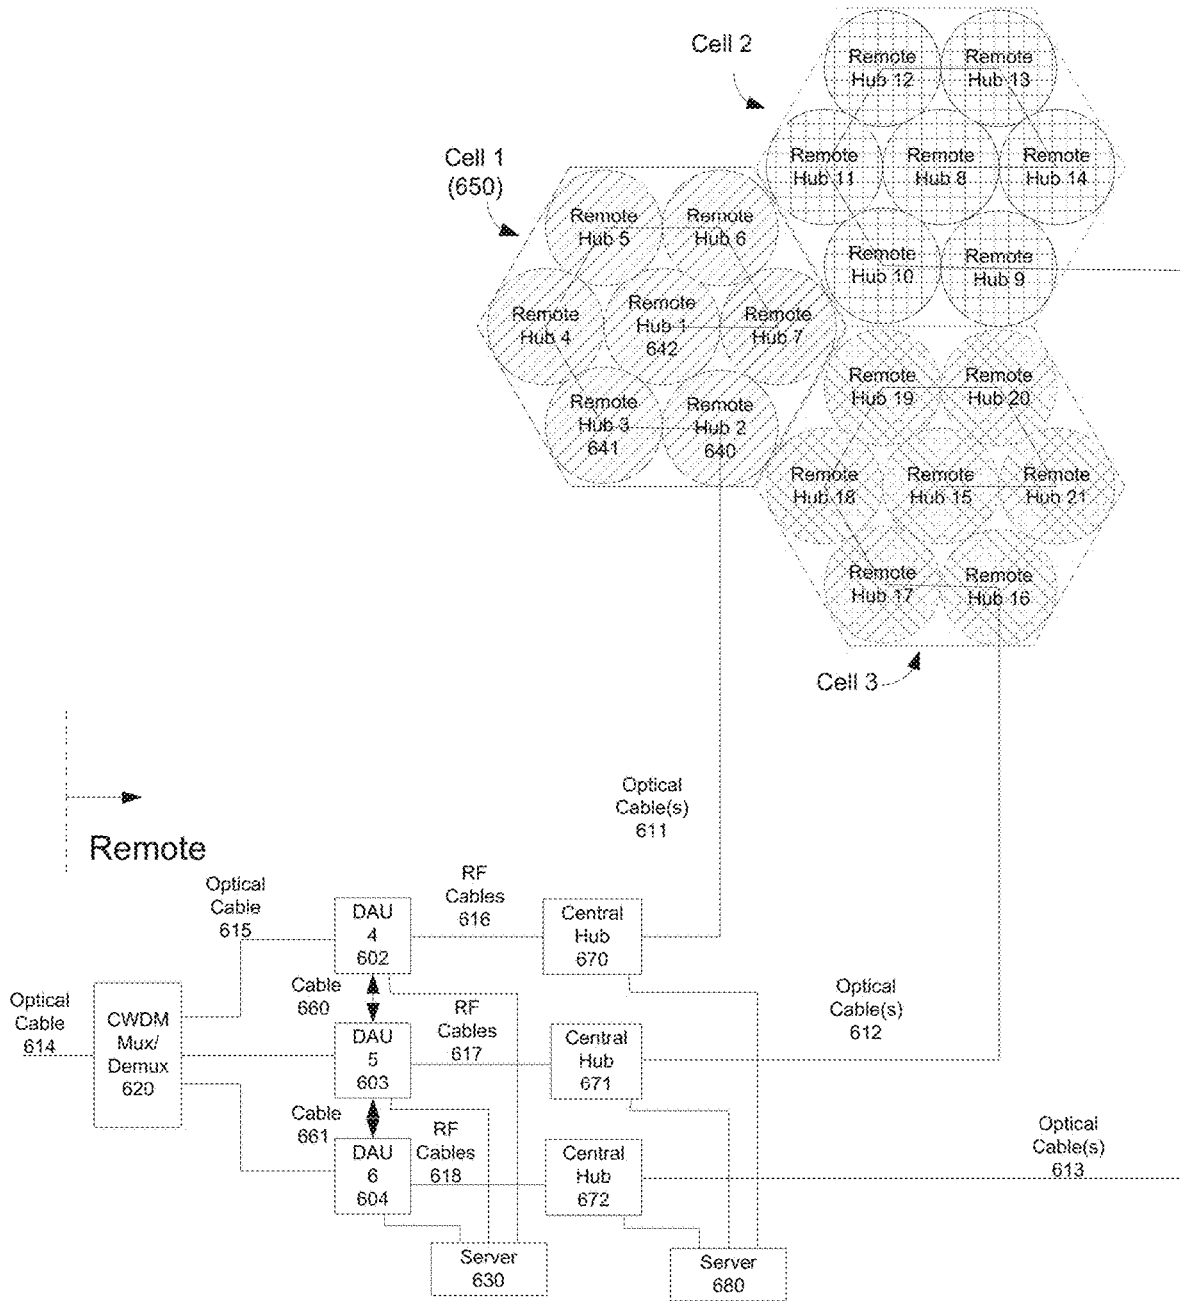 Cell 2
Remote
Hub 12
Remote
Hub 13
Remote
Hub 11
Remote
Hub 8
Remote
Hub 14
Remote
Hub 10
Remote
Hub 9
Cell 1
(650)
Remote
Hub 5
Remote
Hub 6
Remote
Hub 4
Remote
Hub 1
642
Remote
Hub 7
Remote
Hub 3
641
Remote
Hub 2
640
Remote
Hub 19
Remote
Hub 20
Remote
Hub 18
Remote
Hub 15
Remote
Hub 21
Remote
Hub 17
Remote
Hub 16
Cell 3
Remote
Optical
Cable(s)
611
Optical
Cable
615
DAU
4
602
RF
Cables
616
Central
Hub
670
Optical
Cable
614
CWDM
Mux/
Demux
620
Cable
660
DAU
5
603
RF
Cables
617
Central
Hub
671
Optical
Cable(s)
612
Cable
661
DAU
6
604
RF
Cables
618
Central
Hub
672
Optical
Cable(s)
613
Server
630
Server
680